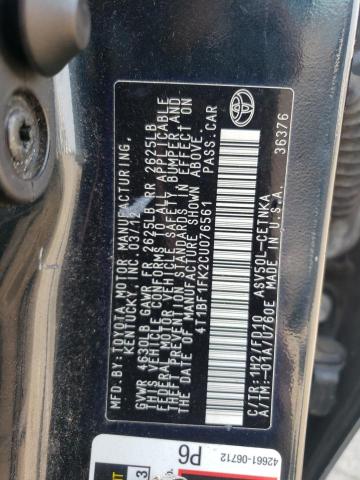 MFD BY: TOYOTA MOTOR MANUFACTURING,
KENTUCKY, INC. 03/12
GVWR 4630LB GAWR FR 2625LB RR 2625LB
THIS VEHICLE CONFORMS TO ALL APPLICABLE
FEDERAL MOTOR VEHICLE SAFETY, BUMPER, AND
THEFT PREVENTION STANDARDS IN EFFECT ON
THE DATE OF MANUFACTURE SHOWN ABOVE.
4T1BF1FK2CU076561 PASS.CAR
C/TR:1H2/FD10 ASV50L-CETNKA
A/TM:-01A/U760E MADE IN U.S.A.
36376
42661-06712
P6